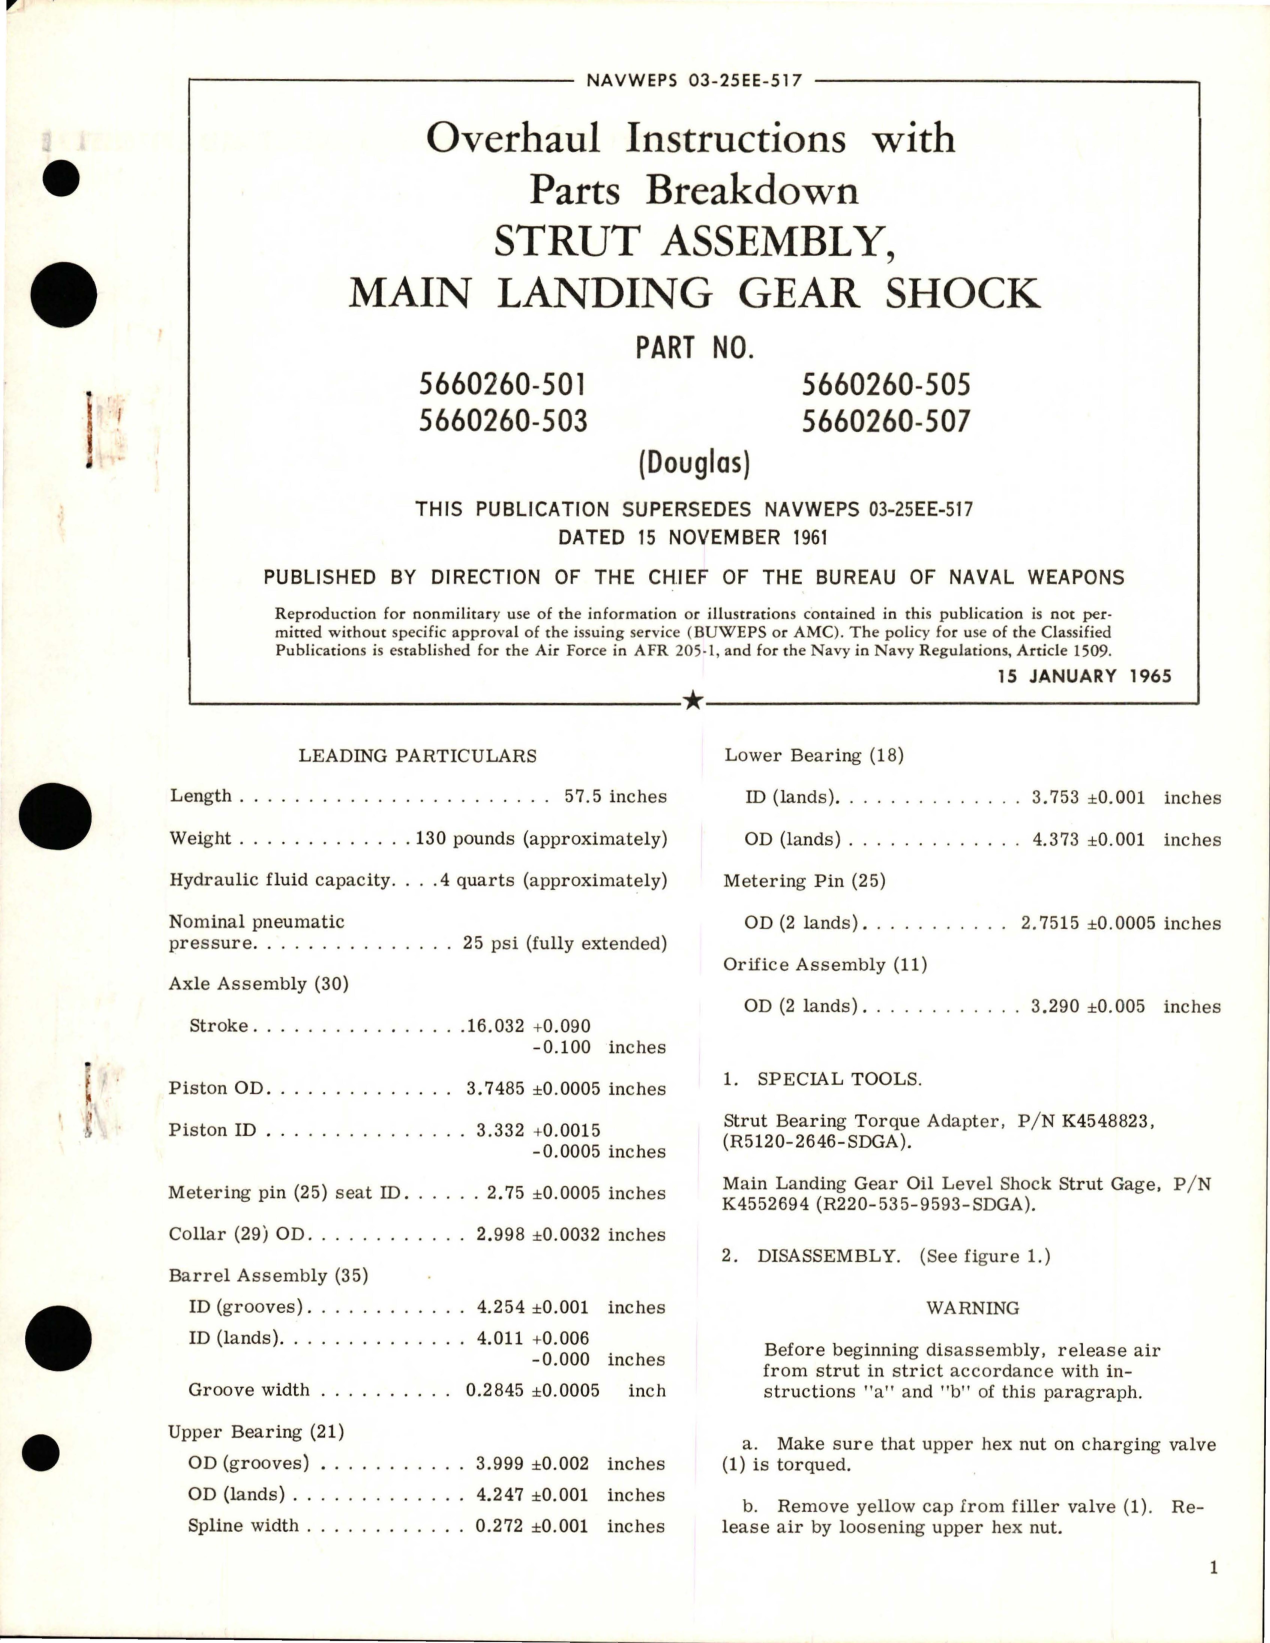 NAVWEPS 03-25EE-517
Overhaul Instructions with
Parts Breakdown
STRUT ASSEMBLY,
MAIN LANDING GEAR SHOCK
PART NO.
5660260-501 5660260-505
5660260-503 5660260-507
(Douglas)
THIS PUBLICATION SUPERSEDES NAVWEPS 03-25EE-517
DATED 15 NOVEMBER 1961
PUBLISHED BY DIRECTION OF THE CHIEF OF THE BUREAU OF NAVAL WEAPONS
Reproduction for nonmilitary use of the information or illustrations contained in this publication is not per-
mitted without specific approval of the issuing service (BUWEPS or AMC). The policy for use of the Classified
Publications is established for the Air Force in AFR 205-1, and for the Navy in Navy Regulations, Article 1509.
15 JANUARY 1965
LEADING PARTICULARS
Length . . . . . . . . . . . . . . . . . . . . . . . 57.5 inches
Weight . . . . . . . . . . . . . 130 pounds (approximately)
Hydraulic fluid capacity. . . .4 quarts (approximately)
Nominal pneumatic
pressure. . . . . . . . . . . . . . . 25 psi (fully extended)
Axle Assembly (30)
Stroke. . . . . . . . . . . . . . . .16.032 +0.090
-0.100 inches
Piston OD. . . . . . . . . . . . . . 3.7485 ±0.0005 inches
Piston ID . . . . . . . . . . . . . . . 3.332 +0.0015
-0.0005 inches
Metering pin (25) seat ID. . . . . . 2.75 ±0.0005 inches
Collar (29) OD. . . . . . . . . . . . 2.998 ±0.0032 inches
Barrel Assembly (35)
ID (grooves). . . . . . . . . . . . 4.254 ±0.001 inches
ID (lands). . . . . . . . . . . . . . 4.011 +0.006
-0.000 inches
Groove width . . . . . . . . . . 0.2845 ±0.0005 inch
Upper Bearing (21)
OD (grooves) . . . . . . . . . . . 3.999 ±0.002 inches
OD (lands) . . . . . . . . . . . . . 4.247 ±0.001 inches
Spline width . . . . . . . . . . . . 0.272 ±0.001 inches
Lower Bearing (18)
ID (lands). . . . . . . . . . . . . . 3.753 ±0.001 inches
OD (lands) . . . . . . . . . . . . . 4.373 ±0.001 inches
Metering Pin (25)
OD (2 lands). . . . . . . . . . . 2.7515 ±0.0005 inches
Orifice Assembly (11)
OD (2 lands). . . . . . . . . . . . 3.290 ±0.005 inches
1. SPECIAL TOOLS.
Strut Bearing Torque Adapter, P/N K4548823,
(R5120-2646-SDGA).
Main Landing Gear Oil Level Shock Strut Gage, P/N
K4552694 (R220-535-9593-SDGA).
2. DISASSEMBLY. (See figure 1.)
WARNING
Before beginning disassembly, release air
from strut in strict accordance with in-
structions "a" and "b" of this paragraph.
a. Make sure that upper hex nut on charging valve
(1) is torqued.
b. Remove yellow cap from filler valve (1). Re-
lease air by loosening upper hex nut.
1